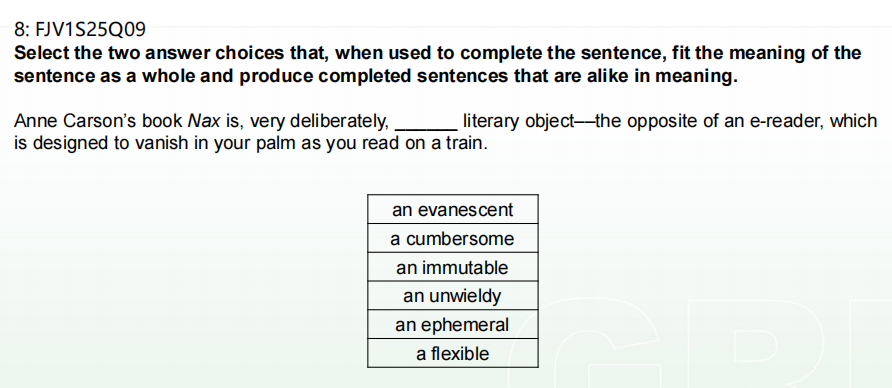 8: FJV1S25Q09
Select the two answer choices that, when used to complete the sentence, fit the meaning of the
sentence as a whole and produce completed sentences that are alike in meaning.
Anne Carson’s book Nax is, very deliberately, ______ literary object—the opposite of an e-reader, which
is designed to vanish in your palm as you read on a train.
an evanescent
a cumbersome
an immutable
an unwieldy
an ephemeral
a flexible